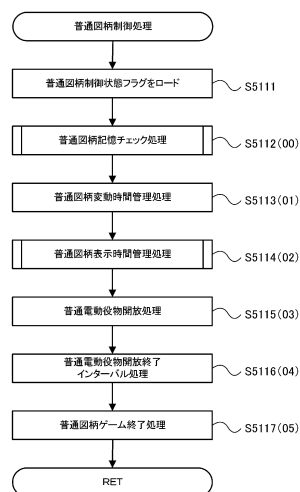 普通図柄制御処理
普通図柄制御状態フラグをロード
S5111
普通図柄記憶チェック処理
S5112(00)
普通図柄変動時間管理処理
S5113(01)
普通図柄表示時間管理処理
S5114(02)
普通電動役物開放処理
S5115(03)
普通電動役物開放終了
インターバル処理
S5116(04)
普通図柄ゲーム終了処理
S5117(05)
RET